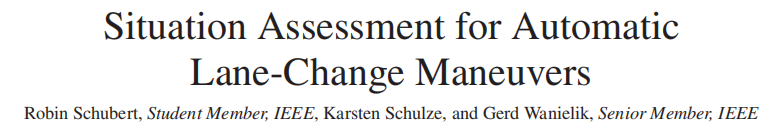 Situation Assessment for Automatic
Lane-Change Maneuvers
Robin Schubert, Student Member, IEEE, Karsten Schulze, and Gerd Wanielik, Senior Member, IEEE